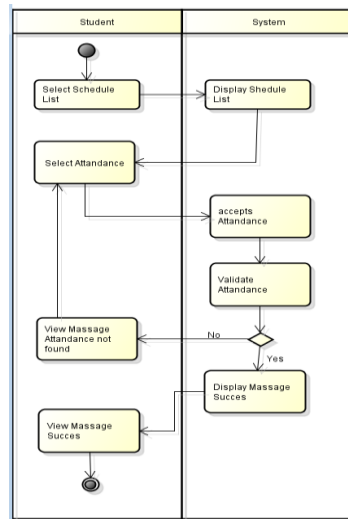 Student
System
Select Schedule
List
Display Shedule
List
Select Attandance
accepts
Attandance
Validate
Attandance
No
View Massage
Attandance not
found
Yes
Display Massage
Succes
View Massage
Succes